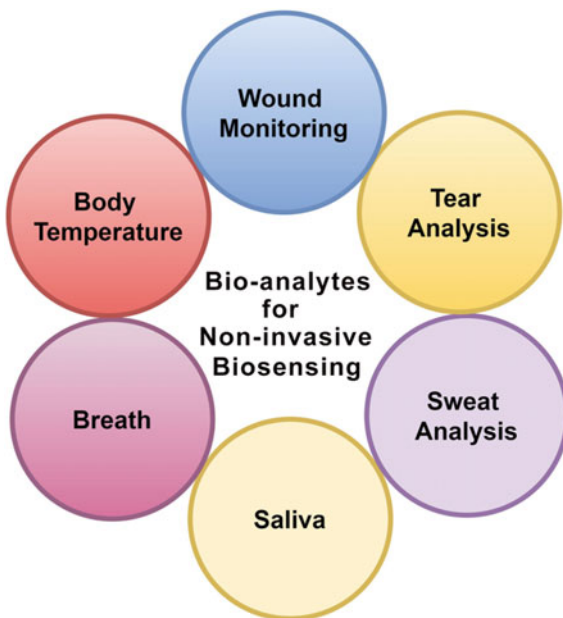 Wound
Monitoring
Body
Temperature
Tear
Analysis
Bio-analytes
for
Non-invasive
Biosensing
Breath
Sweat
Analysis
Saliva